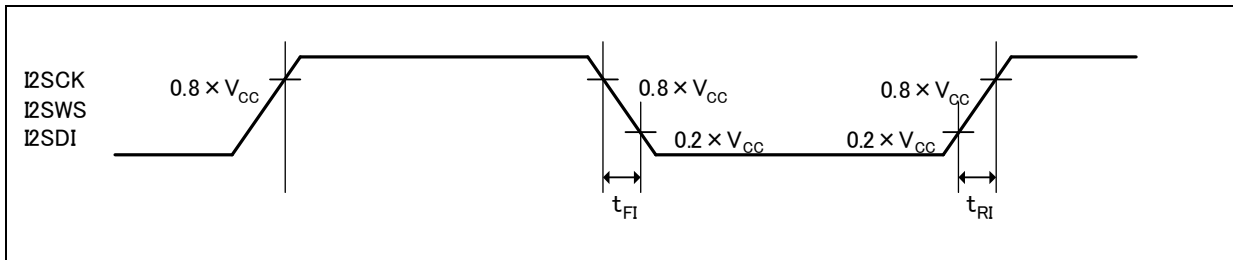 I2SCK
I2SWS
I2SDI
0.8 × VCC
0.8 × VCC
0.2 × VCC
0.8 × VCC
0.2 × VCC
tFI
tRI